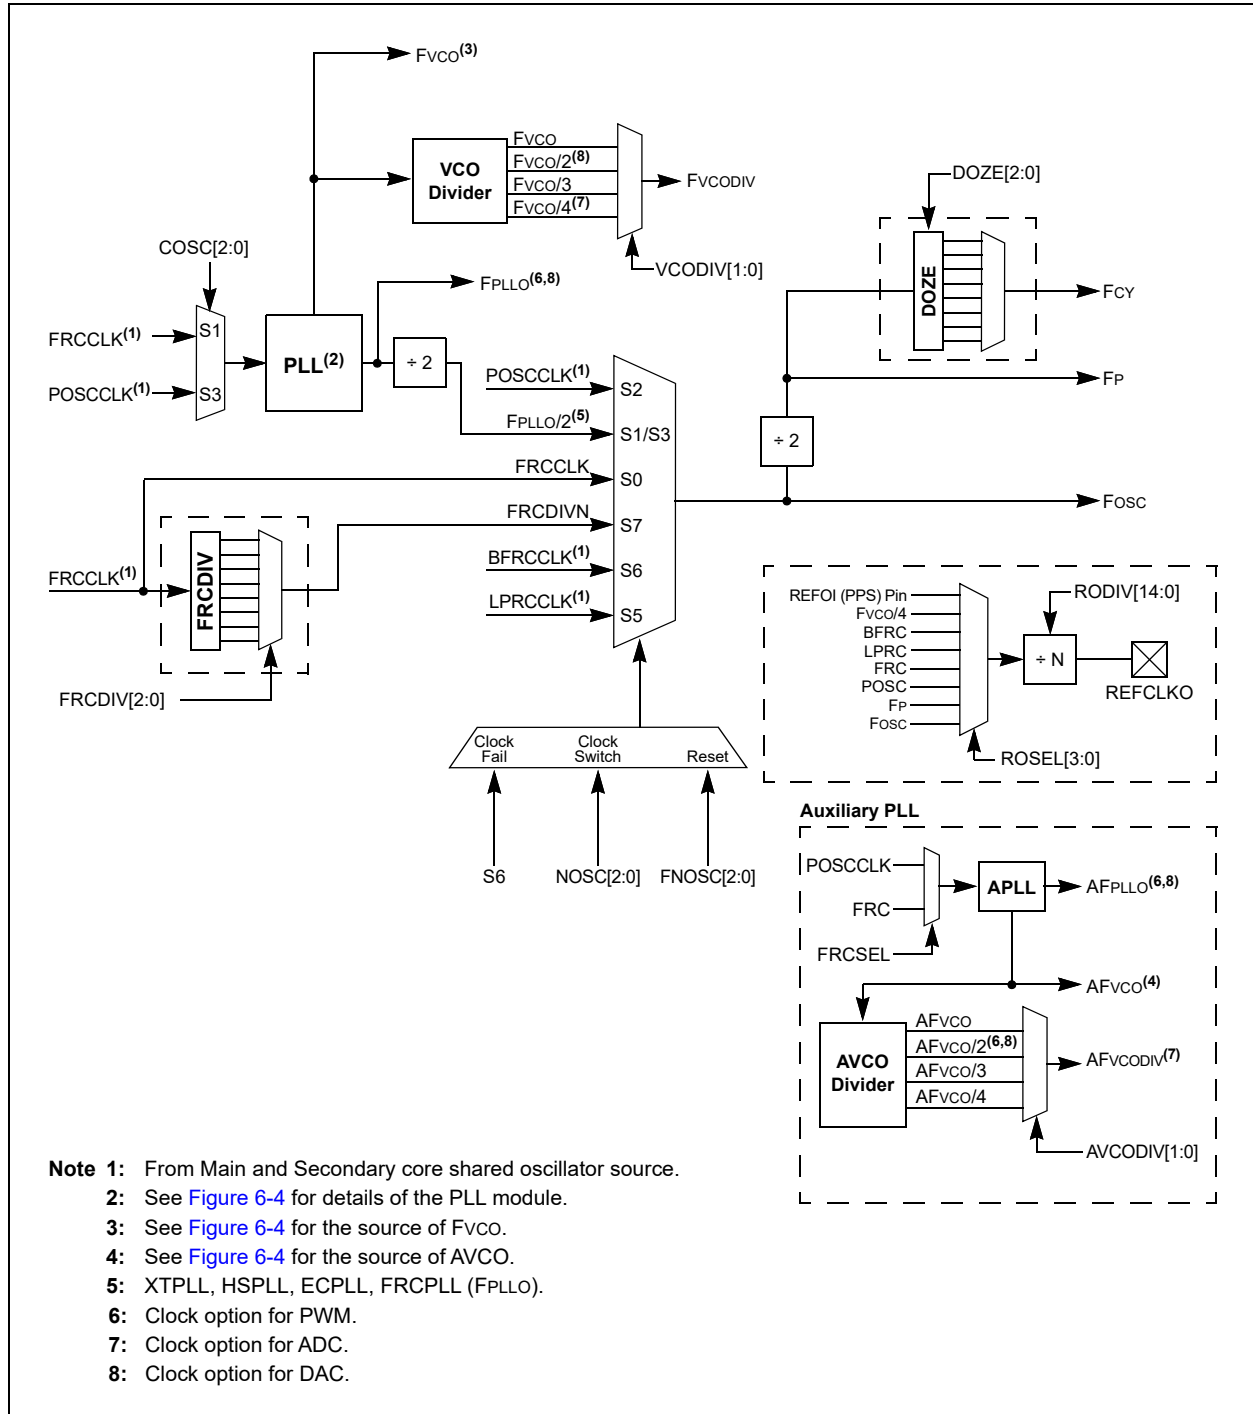 FVCO(3)
VCO
Divider
FVCO
FVCO/2(8)
FVCO/3
FVCO/4(7)
FVCODIV
VCODIV[1:0]
DOZE[2:0]
DOZE
FCY
FP
÷ 2
FOSC
COSC[2:0]
FRCCLK(1)
POSCCLK(1)
S1
S3
PLL(2)
FPLLO(6,8)
÷ 2
POSCCLK(1)
S2
FPLLO/2(5)
S1/S3
FRCCLK
S0
FRCDIVN
S7
BFRCCLK(1)
S6
LPRCCLK(1)
S5
FRCCLK(1)
FRCDIV
FRCDIV[2:0]
Clock
Fail
Clock
Switch
Reset
S6
NOSC[2:0]
FNOSC[2:0]
REFOI (PPS) Pin
FVCO/4
BFRC
LPRC
FRC
POSC
FP
FOSC
RODIV[14:0]
÷ N
REFCLKO
ROSEL[3:0]
Auxiliary PLL
POSCCLK
FRC
FRCSEL
APLL
AFPLLO(6,8)
AFVCO(4)
AVCO
Divider
AFVCO
AFVCO/2(6,8)
AFVCO/3
AFVCO/4
AFVCODIV(7)
AVCODIV[1:0]
Note 1: From Main and Secondary core shared oscillator source.
2: See Figure 6-4 for details of the PLL module.
3: See Figure 6-4 for the source of FVCO.
4: See Figure 6-4 for the source of AVCO.
5: XTPLL, HSPLL, ECPLL, FRCPLL (FPLLO).
6: Clock option for PWM.
7: Clock option for ADC.
8: Clock option for DAC.